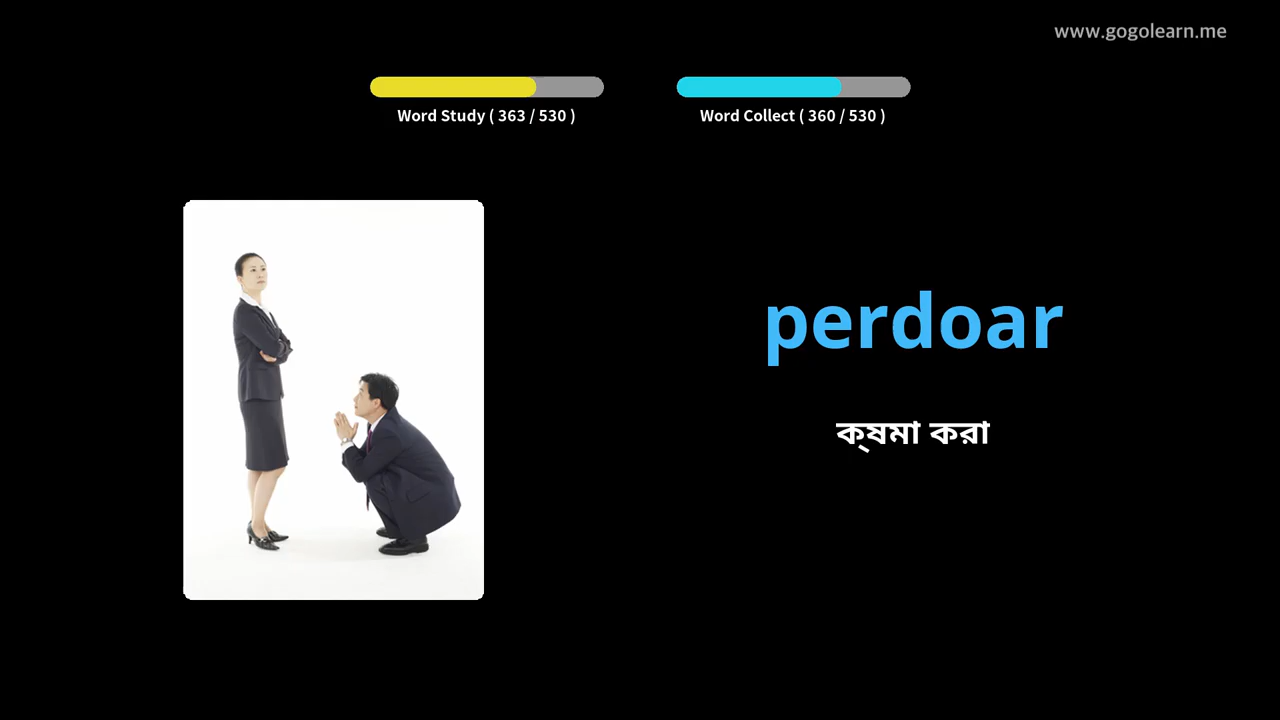 www.gogolearn.me
Word Study ( 363 / 530 )
Word Collect ( 360 / 530 )
perdoar
ক্ষমা করা